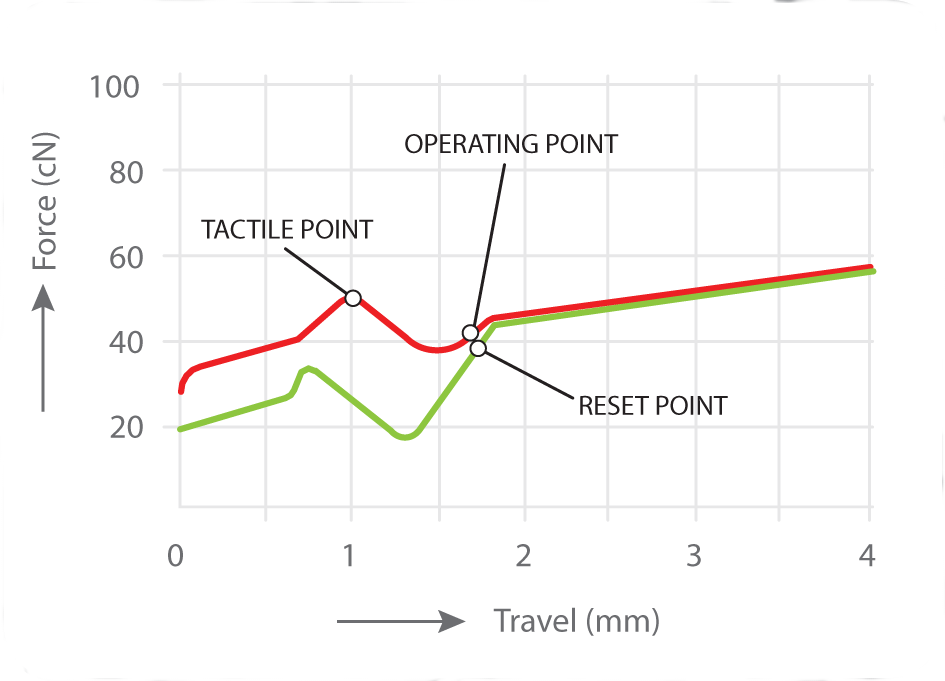 100
80
60
40
20
Force (cN)
OPERATING POINT
TACTILE POINT
RESET POINT
0 1 2 3 4
Travel (mm)